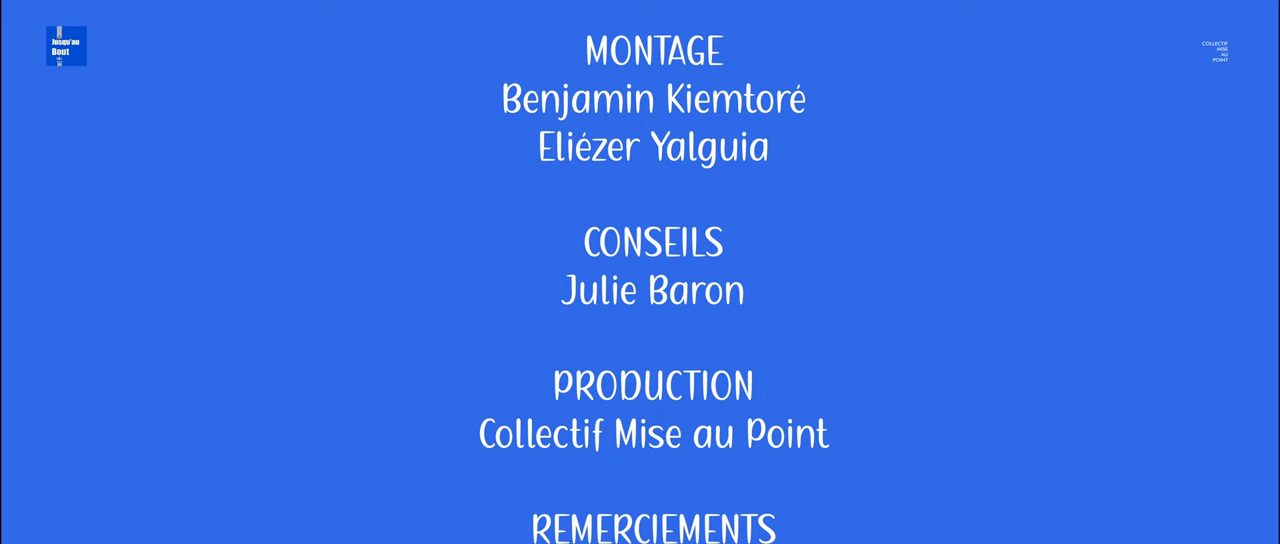 Jusqu'au
Bout
COLLECTIF
MISE
AU
POINT
MONTAGE
Benjamin Kiemtoré
Eliézer Yalguia
CONSEILS
Julie Baron
PRODUCTION
Collectif Mise au Point
REMERCIEMENTS